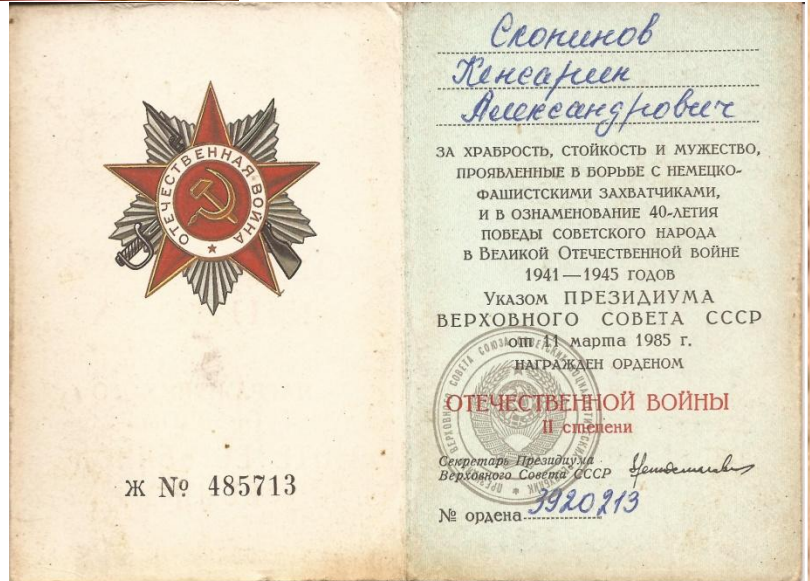 ОТЕЧЕСТВЕННАЯ ВОЙНА
Ж № 485713
Скопинов
Кенсарин
Александрович
ЗА ХРАБРОСТЬ, СТОЙКОСТЬ И МУЖЕСТВО,
ПРОЯВЛЕННЫЕ В БОРЬБЕ С НЕМЕЦКО-
ФАШИСТСКИМИ ЗАХВАТЧИКАМИ,
И В ОЗНАМЕНОВАНИЕ 40-ЛЕТИЯ
ПОБЕДЫ СОВЕТСКОГО НАРОДА
В ВЕЛИКОЙ ОТЕЧЕСТВЕННОЙ ВОЙНЕ
1941—1945 ГОДОВ
УКАЗОМ ПРЕЗИДИУМА
ВЕРХОВНОГО СОВЕТА СССР
от 11 марта 1985 г.
НАГРАЖДЕН ОРДЕНОМ
ОТЕЧЕСТВЕННОЙ ВОЙНЫ
II степени
Секретарь Президиума
Верховного Совета СССР
№ ордена 3920213